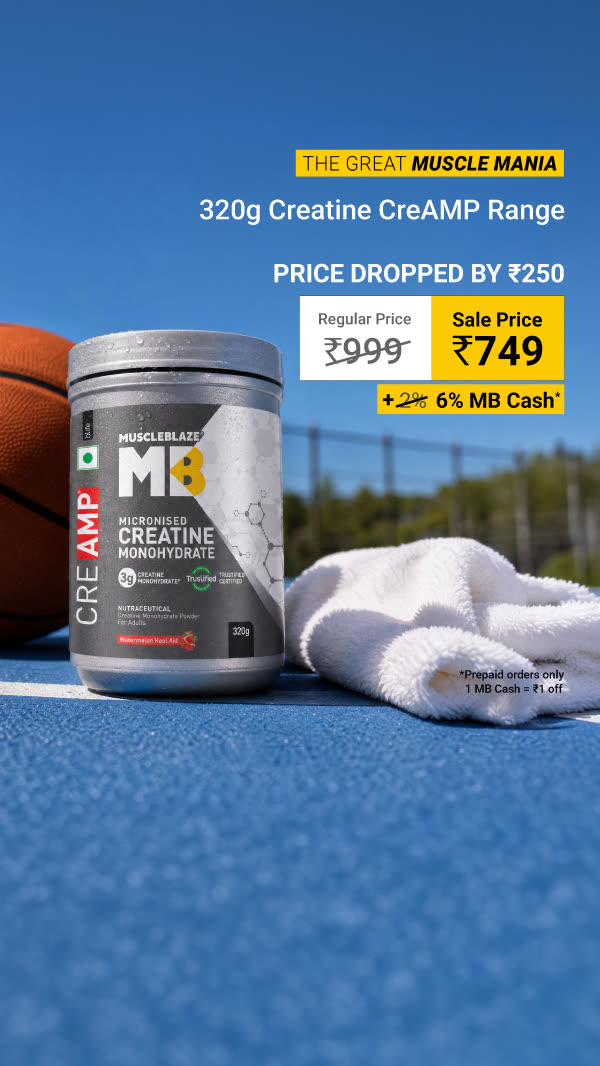 THE GREAT MUSCLE MANIA
320g Creatine CreAMP Range
PRICE DROPPED BY ₹250
Regular Price
₹999
Sale Price
₹749
+ 2% 6% MB Cash*
bLife
MUSCLEBLAZE®
MB
CRE AMP®
MICRONISED
CREATINE
MONOHYDRATE
3g CREATINE
MONOHYDRATE*
Trustified
TRUSTIFIED
CERTIFIED
NUTRACEUTICAL
Creatine Monohydrate Powder
For Adults
Watermelon Kool Aid
320g
*Prepaid orders only
1 MB Cash = ₹1 off